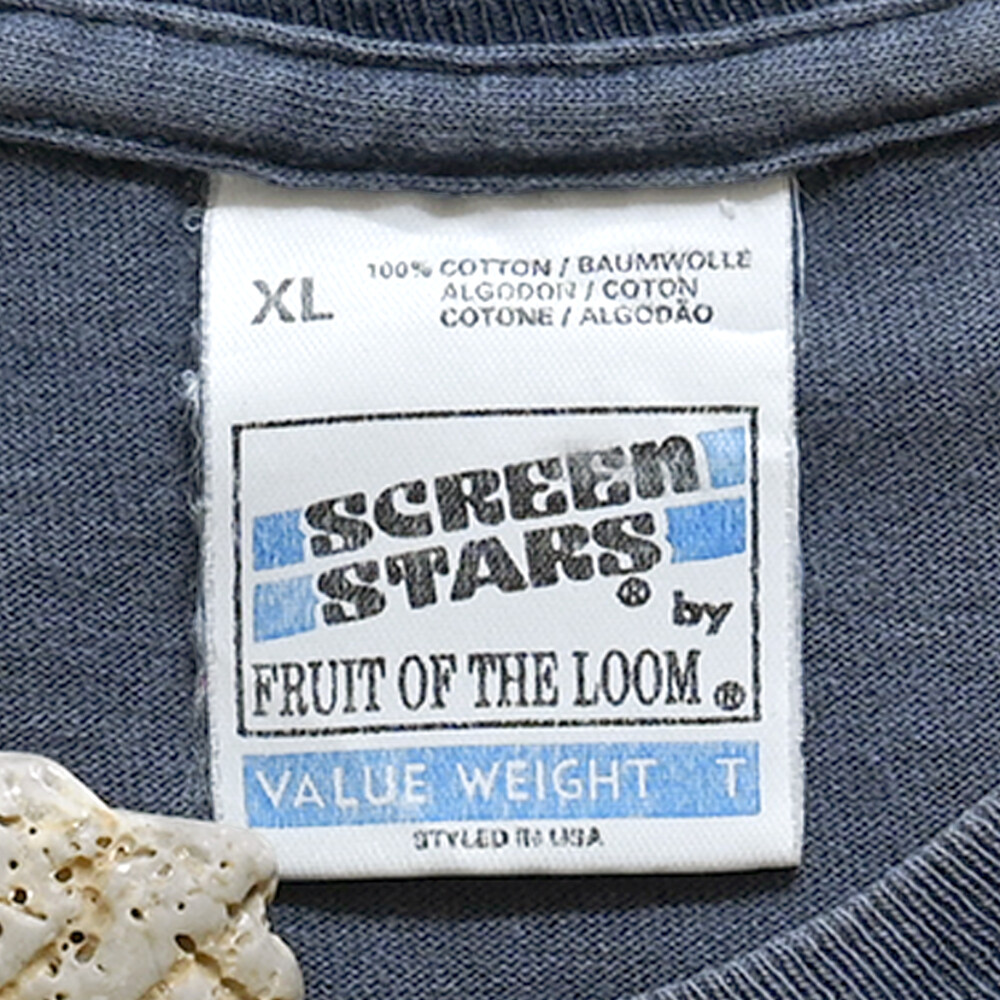 XL
100% COTTON / BAUMWOLLE
ALGODON / COTON
COTONE / ALGODÃO
SCREEN
STARS®
by
FRUIT OF THE LOOM®
VALUE WEIGHT T
STYLED IN USA